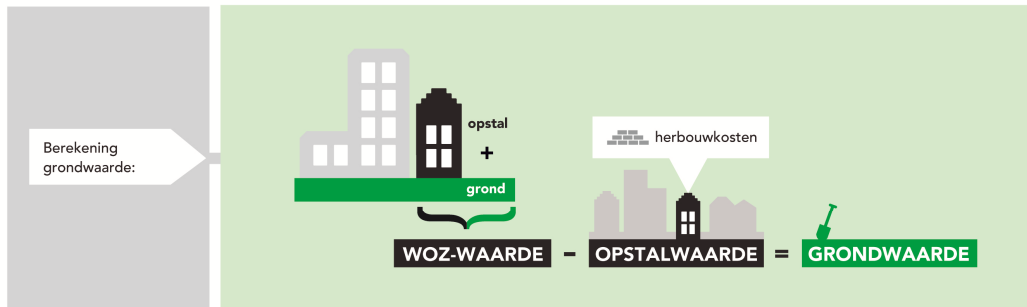 Berekening
grondwaarde:
opstal
+
grond
herbouwkosten
WOZ-WAARDE – OPSTALWAARDE = GRONDWAARDE